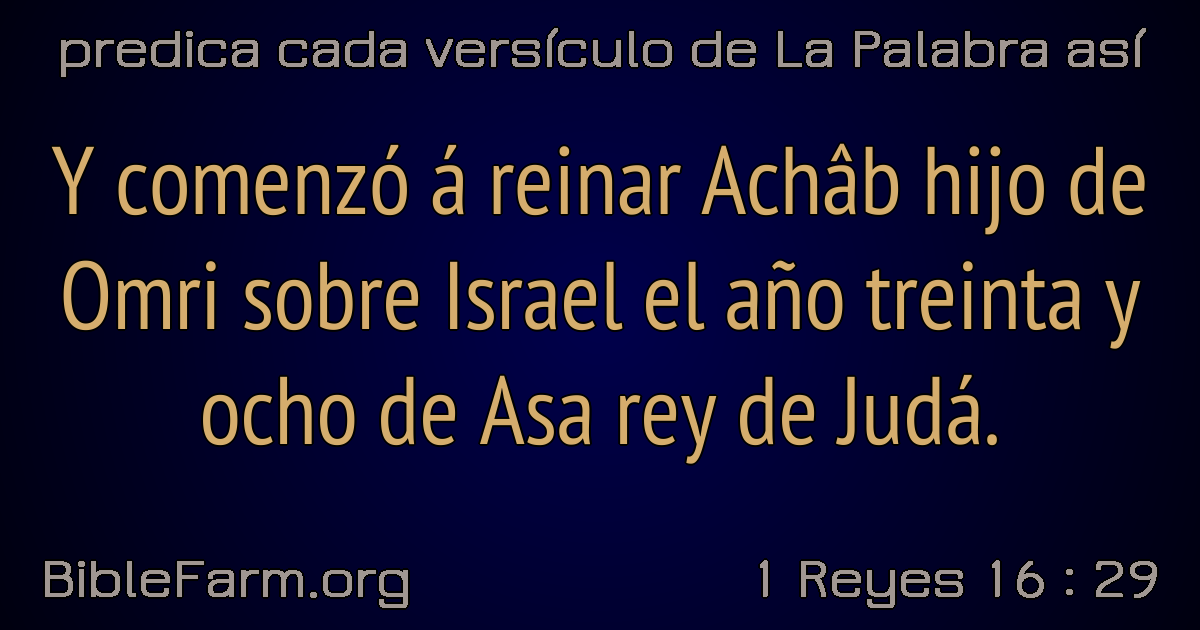 predica cada versículo de La Palabra así
Y comenzó á reinar Achâb hijo de
Omri sobre Israel el año treinta y
ocho de Asa rey de Judá.
BibleFarm.org
1 Reyes 16 : 29